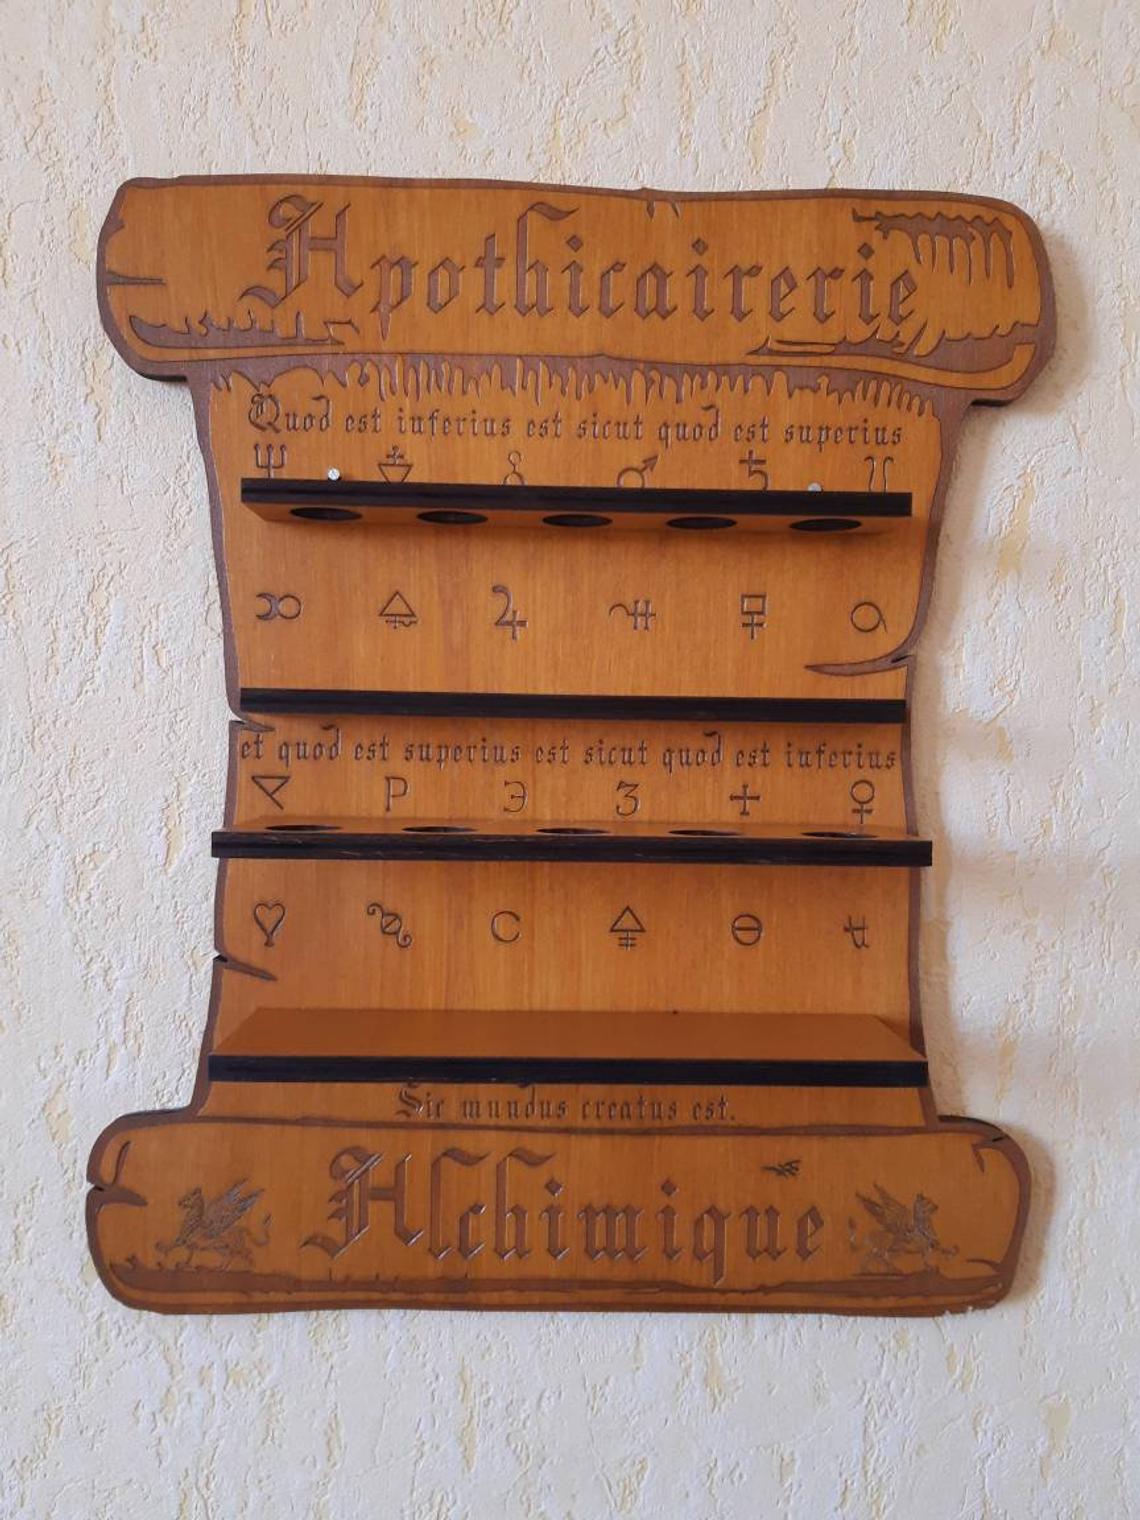 Apothicairerie
Quod est inferius est sicut quod est superius
et quod est superius est sicut quod est inferius
P Э 3
C
Sic mundus creatus est.
Alchimique